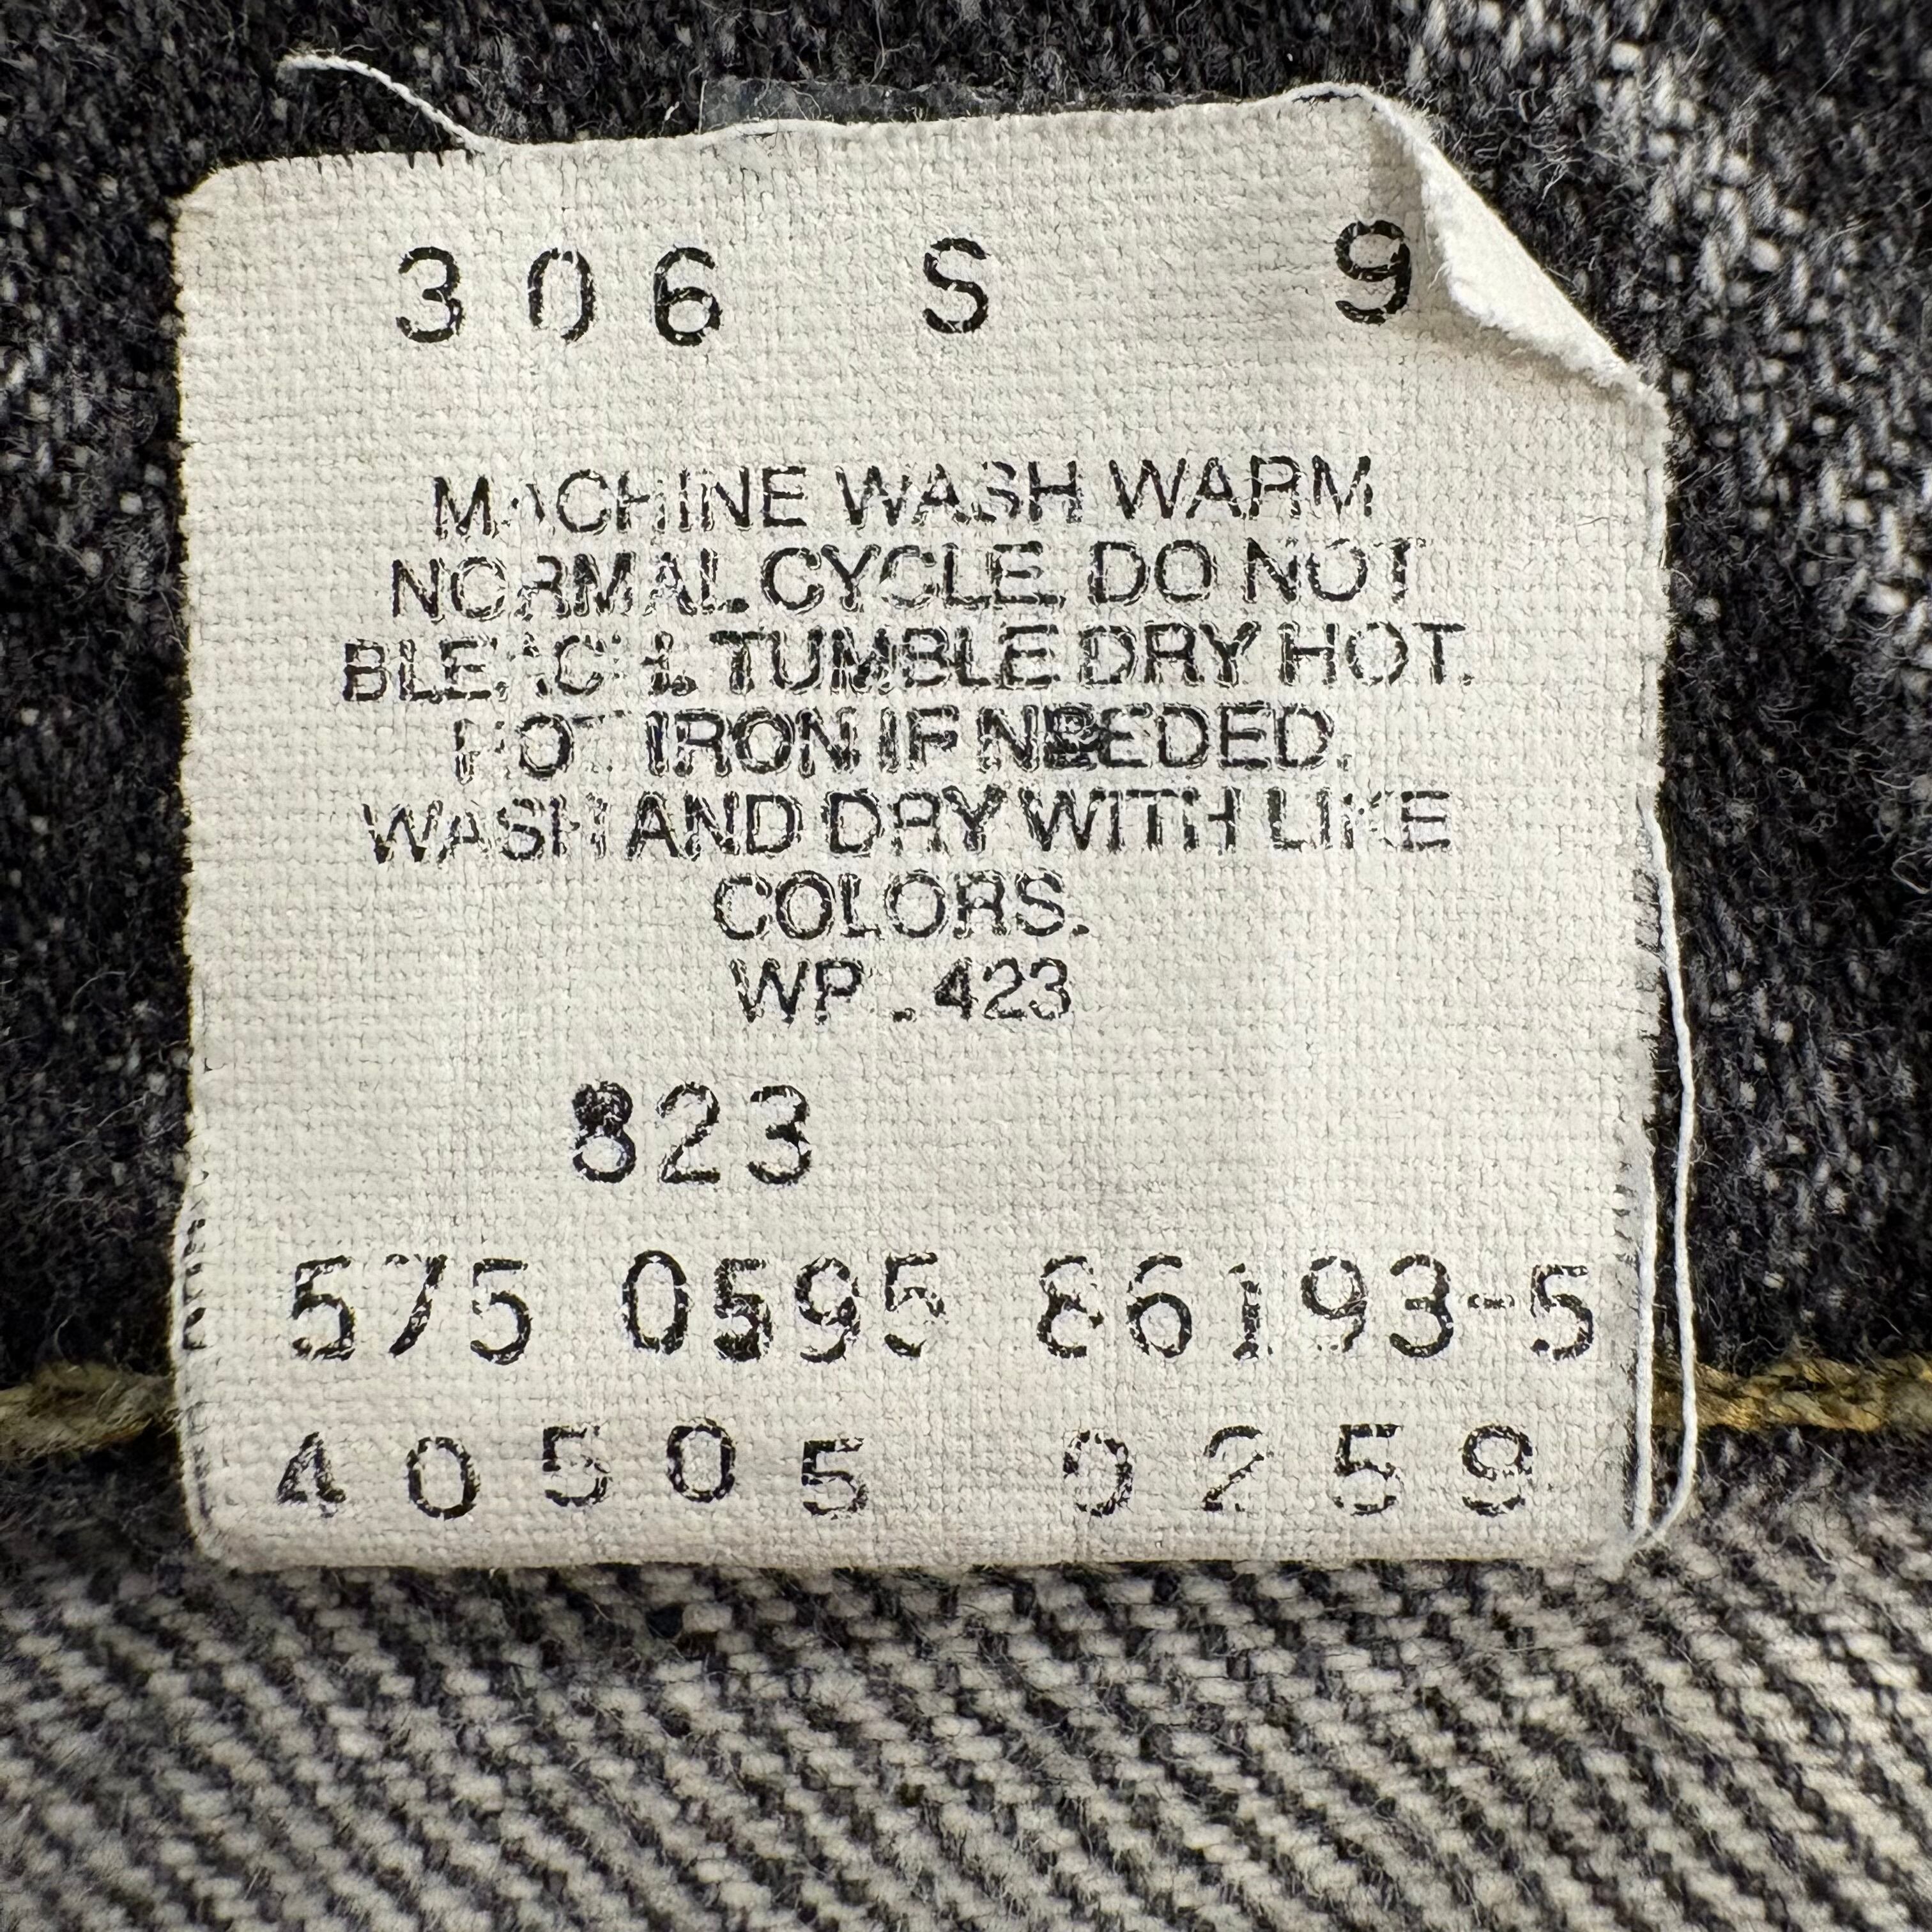 306 S 9
MACHINE WASH WARM
NORMAL CYCLE. DO NOT
BLEACH. TUMBLE DRY HOT.
HOT IRON IF NEEDED.
WASH AND DRY WITH LIKE
COLORS.
WPL 423
823
575 0595 86193-5
40505 0259